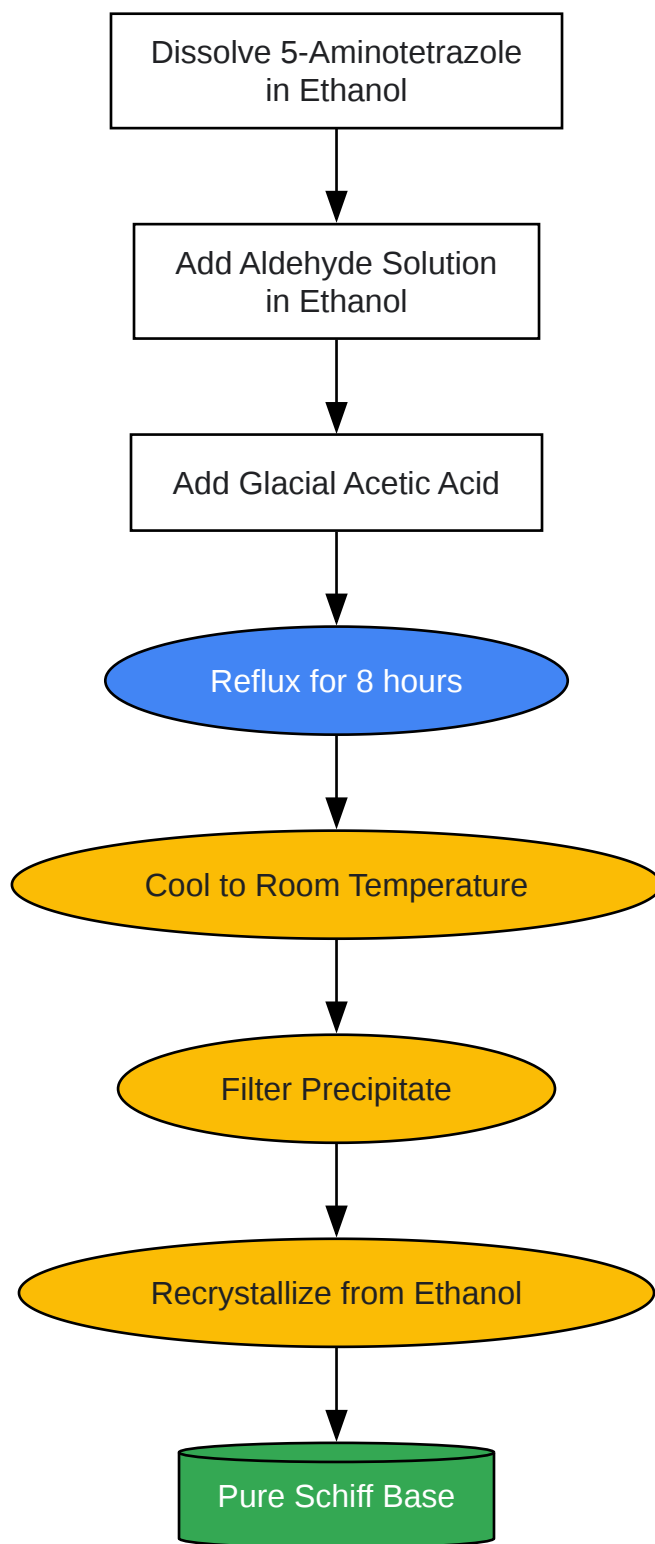 Dissolve 5-Aminotetrazole
in Ethanol
Add Aldehyde Solution
in Ethanol
Add Glacial Acetic Acid
Reflux for 8 hours
Cool to Room Temperature
Filter Precipitate
Recrystallize from Ethanol
Pure Schiff Base